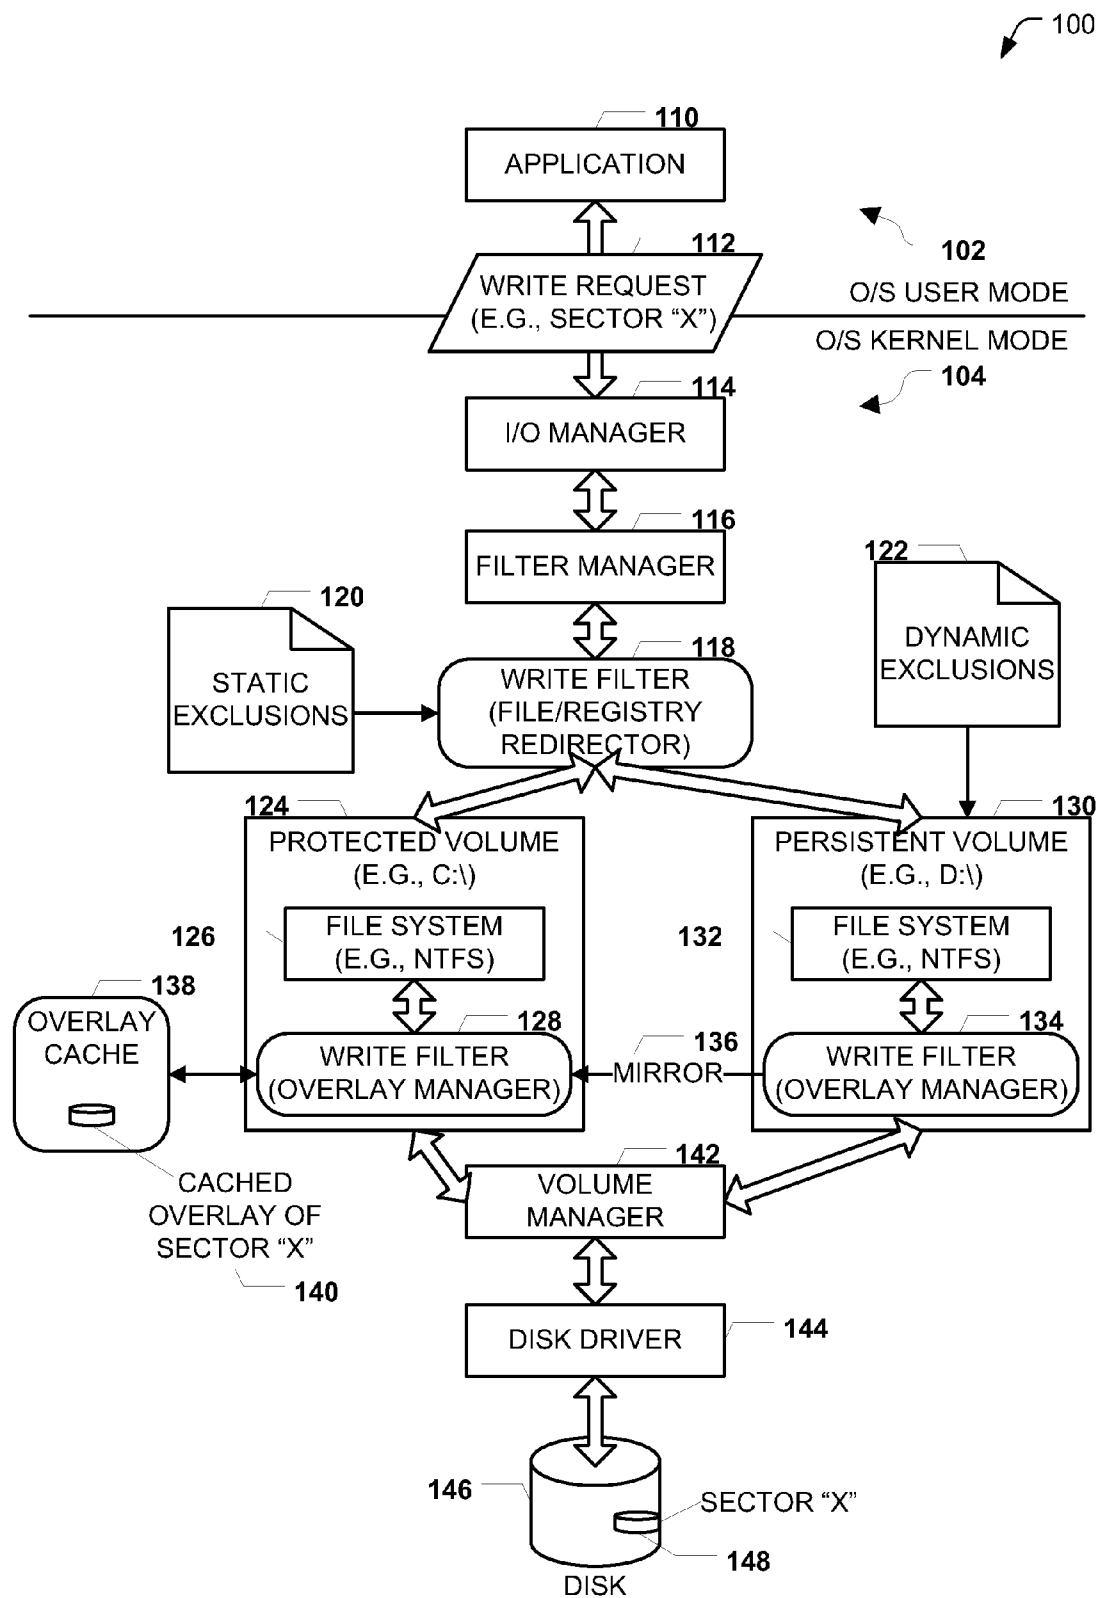 100
110
APPLICATION
112
WRITE REQUEST
(E.G., SECTOR “X”)
102
O/S USER MODE
O/S KERNEL MODE
104
114
I/O MANAGER
116
FILTER MANAGER
122
DYNAMIC
EXCLUSIONS
120
STATIC
EXCLUSIONS
118
WRITE FILTER
(FILE/REGISTRY
REDIRECTOR)
124
PROTECTED VOLUME
(E.G., C:\)
130
PERSISTENT VOLUME
(E.G., D:\)
126
FILE SYSTEM
(E.G., NTFS)
132
FILE SYSTEM
(E.G., NTFS)
138
OVERLAY
CACHE
128
WRITE FILTER
(OVERLAY MANAGER)
136
MIRROR
134
WRITE FILTER
(OVERLAY MANAGER)
CACHED
OVERLAY OF
SECTOR “X”
140
142
VOLUME
MANAGER
DISK DRIVER
144
146
SECTOR “X”
148
DISK